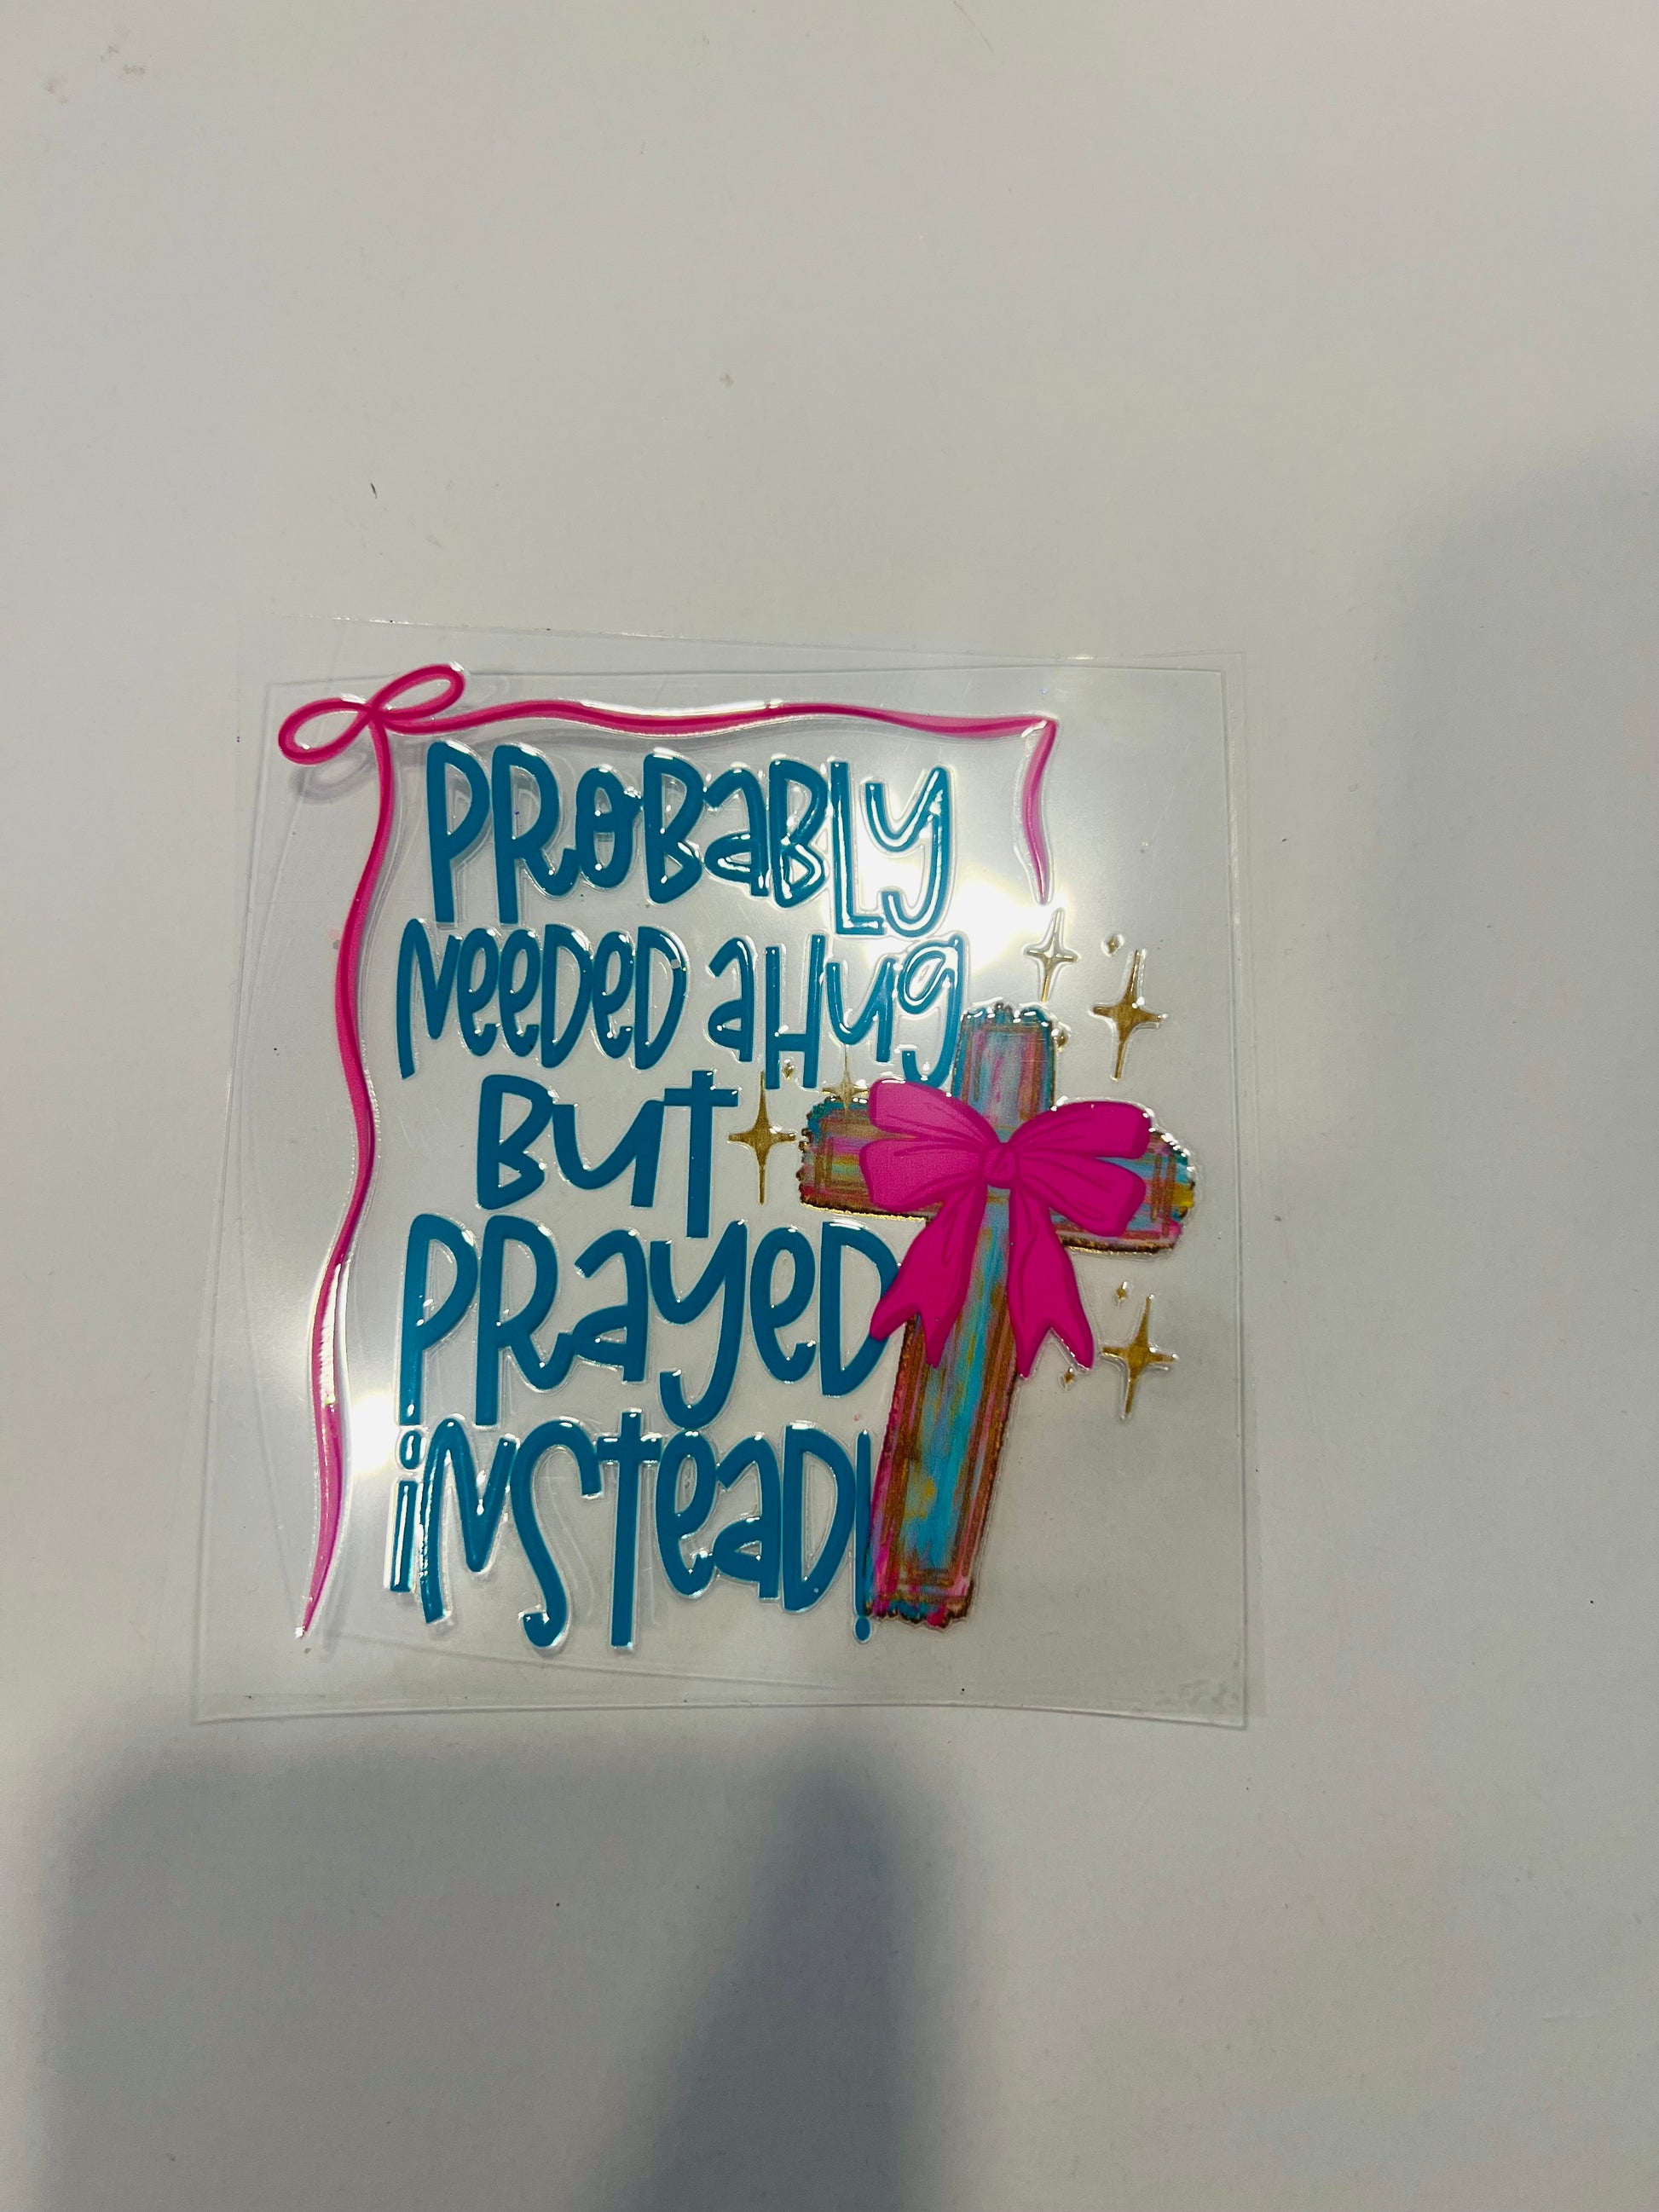 PROBaBLy
NeeDeD a Hug
But
PRayeD
iNSteaD!